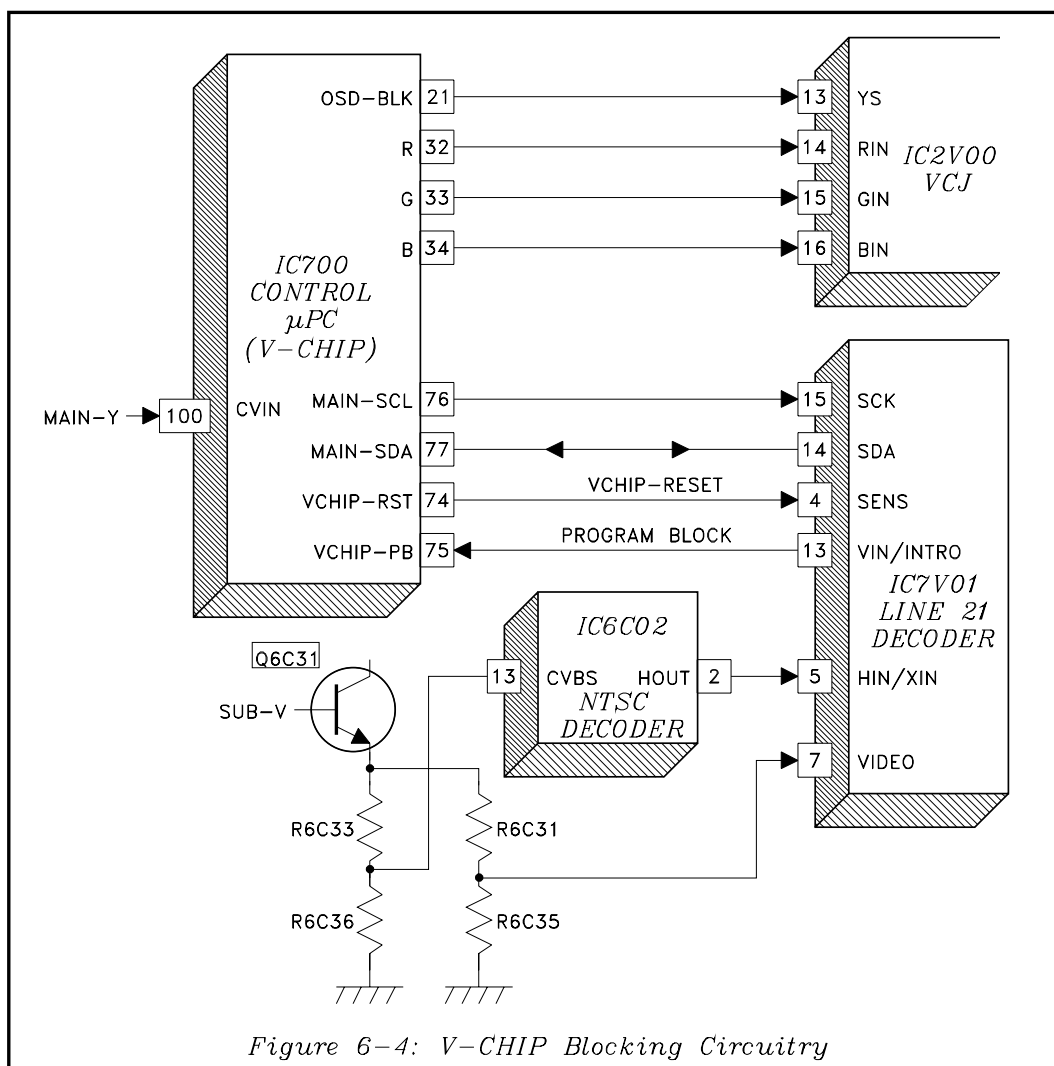 OSD-BLK 21 13 YS
R 32 14 RIN
G 33 15 GIN
B 34 16 BIN
IC2V00
VCJ
IC700
CONTROL
µPC
(V-CHIP)
MAIN-Y 100 CVIN
MAIN-SCL 76 15 SCK
MAIN-SDA 77 14 SDA
VCHIP-RST 74 VCHIP-RESET 4 SENS
VCHIP-PB 75 PROGRAM BLOCK 13 VIN/INTRO
IC7V01
LINE 21
DECODER
IC6C02
13 CVBS HOUT 2
NTSC
DECODER
5 HIN/XIN
7 VIDEO
Q6C31
SUB-V
R6C33
R6C31
R6C36
R6C35
Figure 6-4: V-CHIP Blocking Circuitry